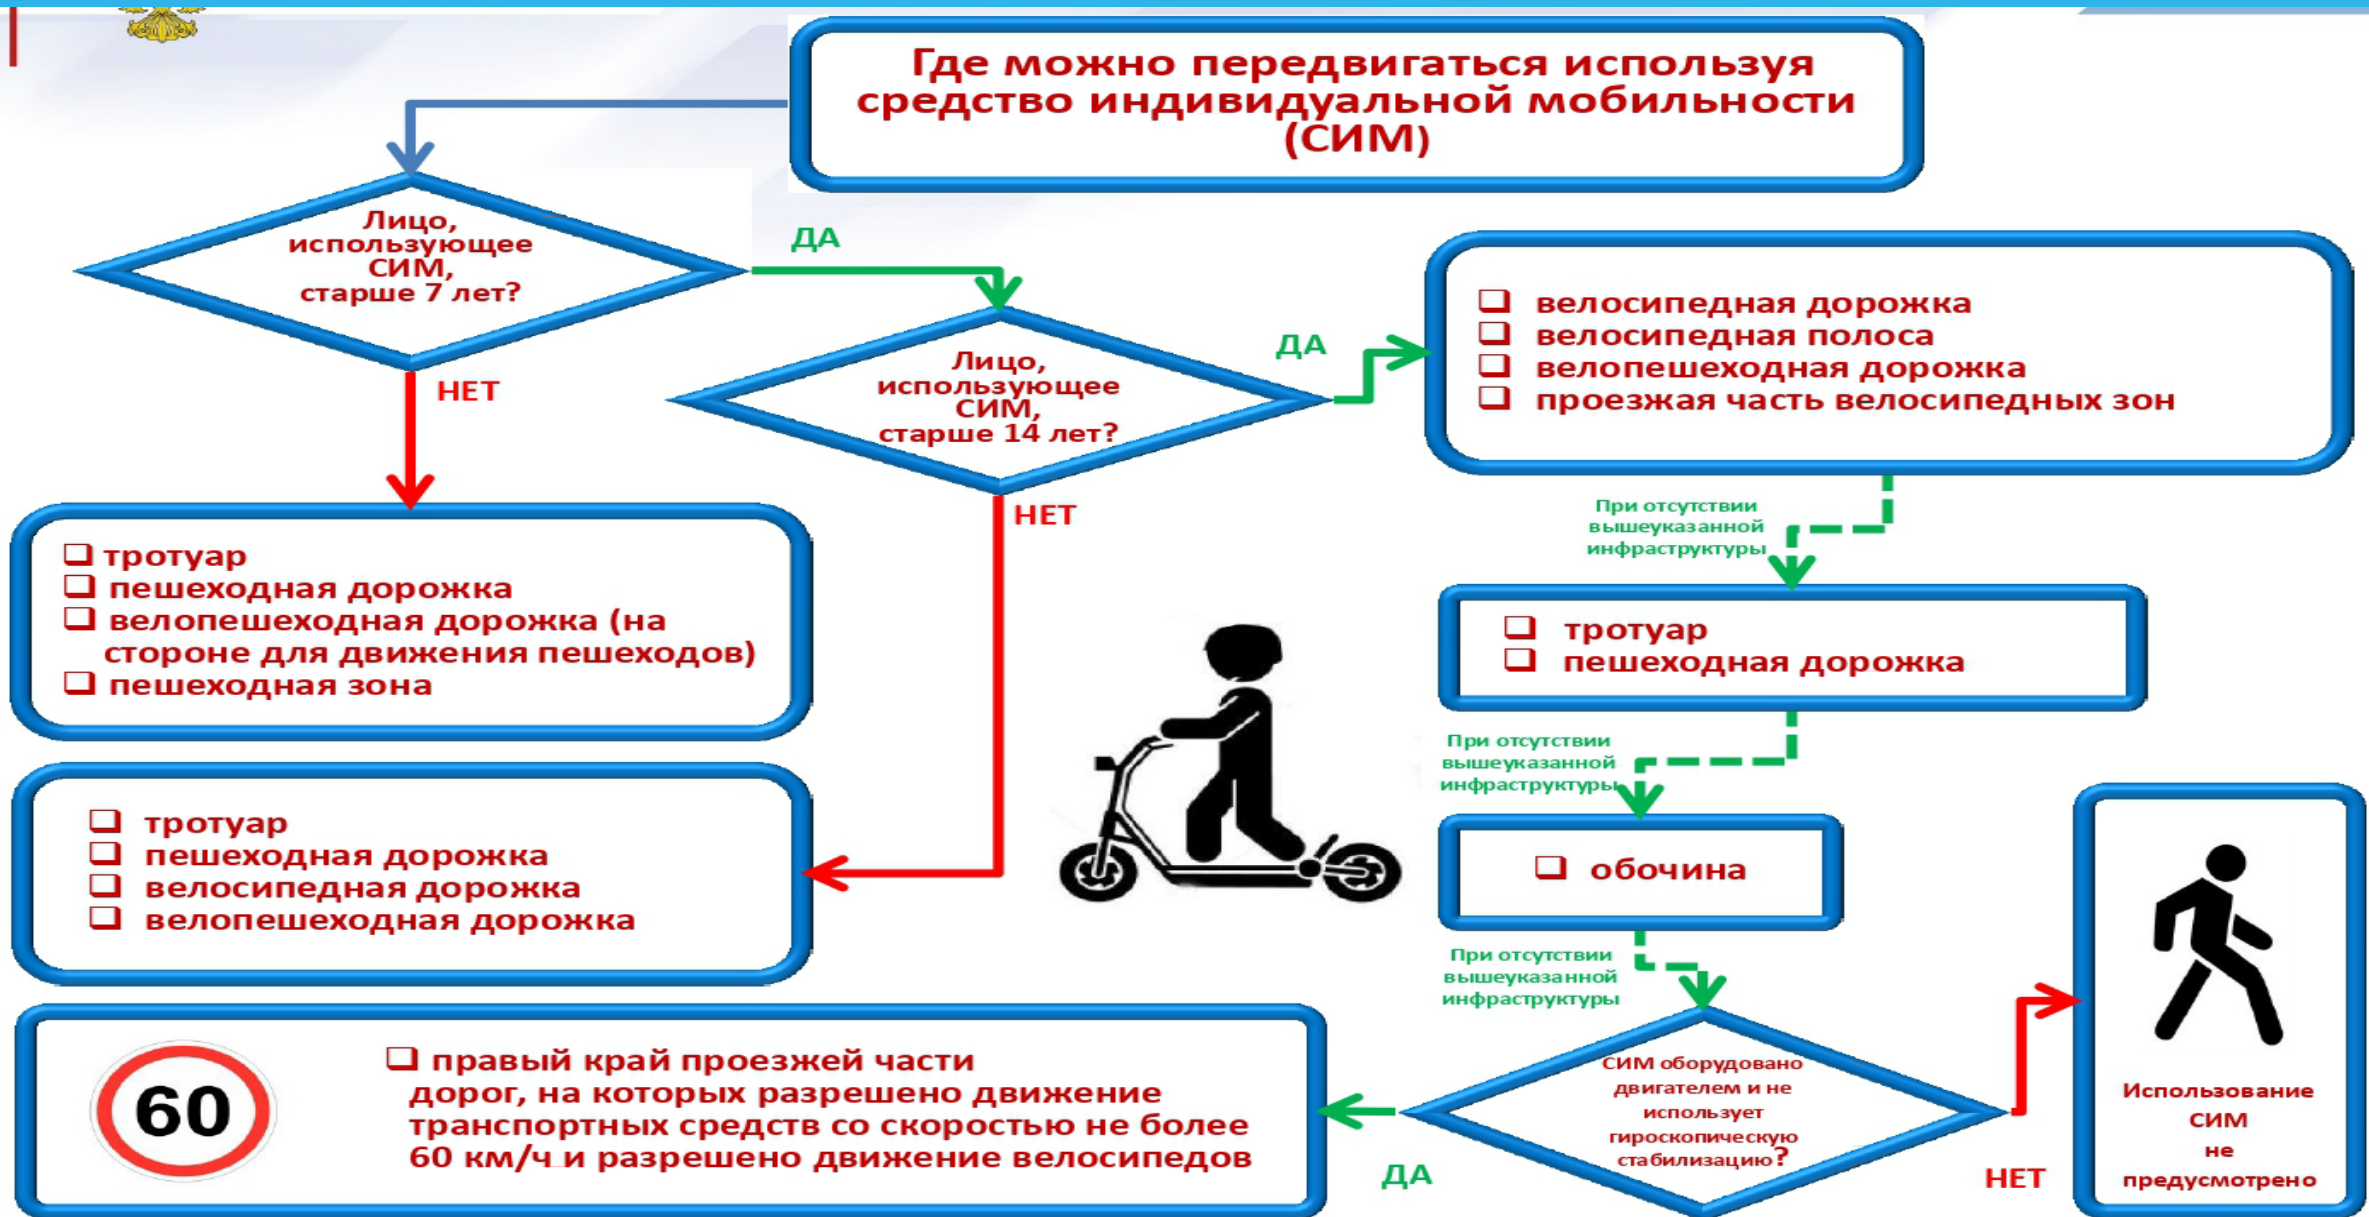 Где можно передвигаться используя
средство индивидуальной мобильности
(СИМ)
Лицо,
использующее
СИМ,
старше 7 лет?
ДА
НЕТ
Лицо,
использующее
СИМ,
старше 14 лет?
ДА
НЕТ
велосипедная дорожка
велосипедная полоса
велопешеходная дорожка
проезжая часть велосипедных зон
При отсутствии
вышеуказанной
инфраструктуры
тротуар
пешеходная дорожка
велопешеходная дорожка (на
стороне для движения пешеходов)
пешеходная зона
тротуар
пешеходная дорожка
При отсутствии
вышеуказанной
инфраструктуры
тротуар
пешеходная дорожка
велосипедная дорожка
велопешеходная дорожка
обочина
При отсутствии
вышеуказанной
инфраструктуры
СИМ оборудовано
двигателем и не
использует
гироскопическую
стабилизацию?
ДА
НЕТ
60
правый край проезжей части
дорог, на которых разрешено движение
транспортных средств со скоростью не более
60 км/ч и разрешено движение велосипедов
Использование
СИМ
не
предусмотрено